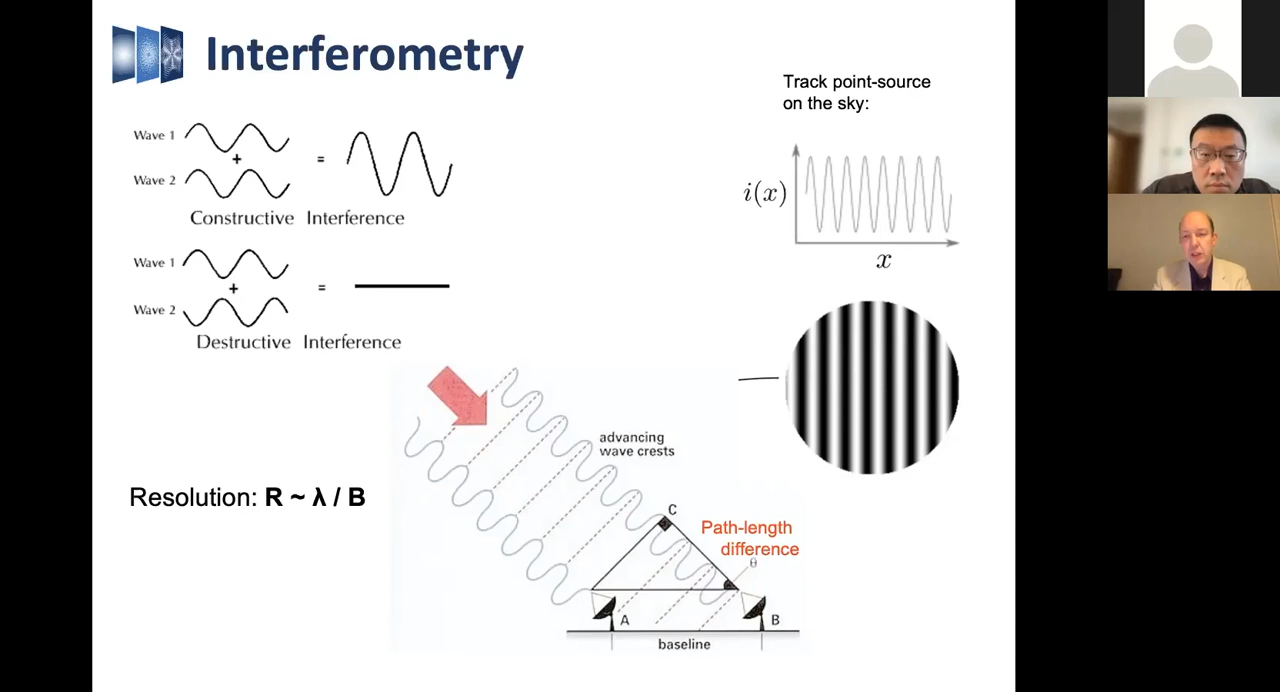 Interferometry
Track point-source
on the sky:
Wave 1
+
=
Wave 2
Constructive Interference
i(x)
x
Wave 1
+
=
Wave 2
Destructive Interference
advancing
wave crests
Resolution: R ~ λ / B
C
Path-length
difference
θ
A
B
baseline